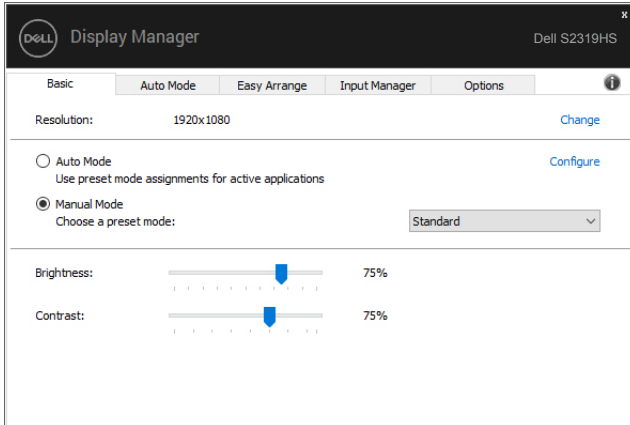 x
DELL Display Manager Dell S2319HS
Basic Auto Mode Easy Arrange Input Manager Options i
Resolution: 1920x1080 Change
Auto Mode Configure
Use preset mode assignments for active applications
Manual Mode
Choose a preset mode: Standard
Brightness: 75%
Contrast: 75%